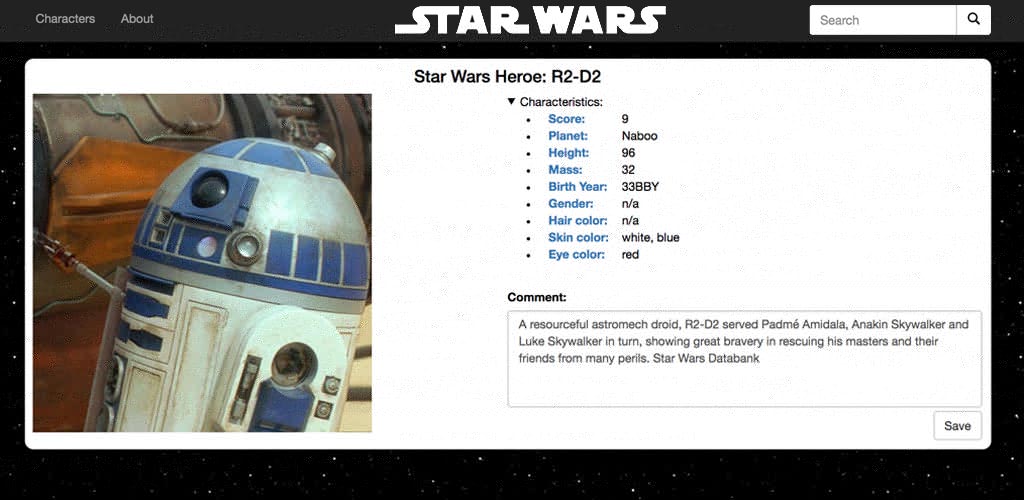 Characters About STAR WARS Search
Star Wars Heroe: R2-D2
▼ Characteristics:
• Score: 9
• Planet: Naboo
• Height: 96
• Mass: 32
• Birth Year: 33BBY
• Gender: n/a
• Hair color: n/a
• Skin color: white, blue
• Eye color: red
Comment:
A resourceful astromech droid, R2-D2 served Padmé Amidala, Anakin Skywalker and
Luke Skywalker in turn, showing great bravery in rescuing his masters and their
friends from many perils. Star Wars Databank
Save